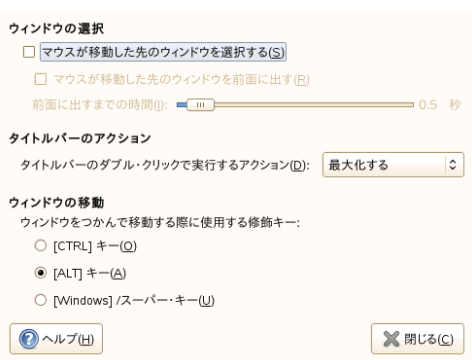 ウィンドウの選択
マウスが移動した先のウィンドウを選択する(S)
マウスが移動した先のウィンドウを前面に出す(R)
前面に出すまでの時間(I): 0.5 秒
タイトルバーのアクション
タイトルバーのダブル・クリックで実行するアクション(D): 最大化する
ウィンドウの移動
ウィンドウをつかんで移動する際に使用する修飾キー:
[CTRL] キー(O)
[ALT] キー(A)
[Windows] /スーパー・キー(U)
ヘルプ(H) 閉じる(C)